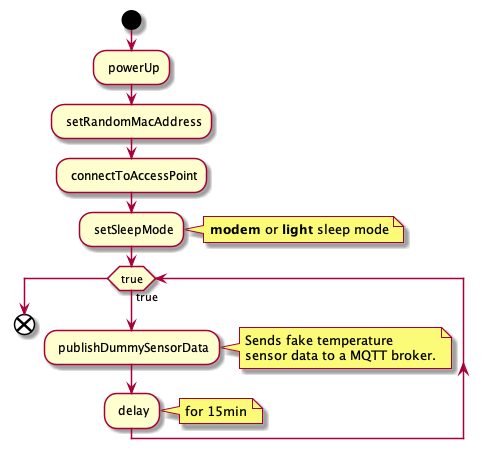 powerUp
setRandomMacAddress
connectToAccessPoint
setSleepMode
modem or light sleep mode
true
true
publishDummySensorData
Sends fake temperature
sensor data to a MQTT broker.
delay
for 15min